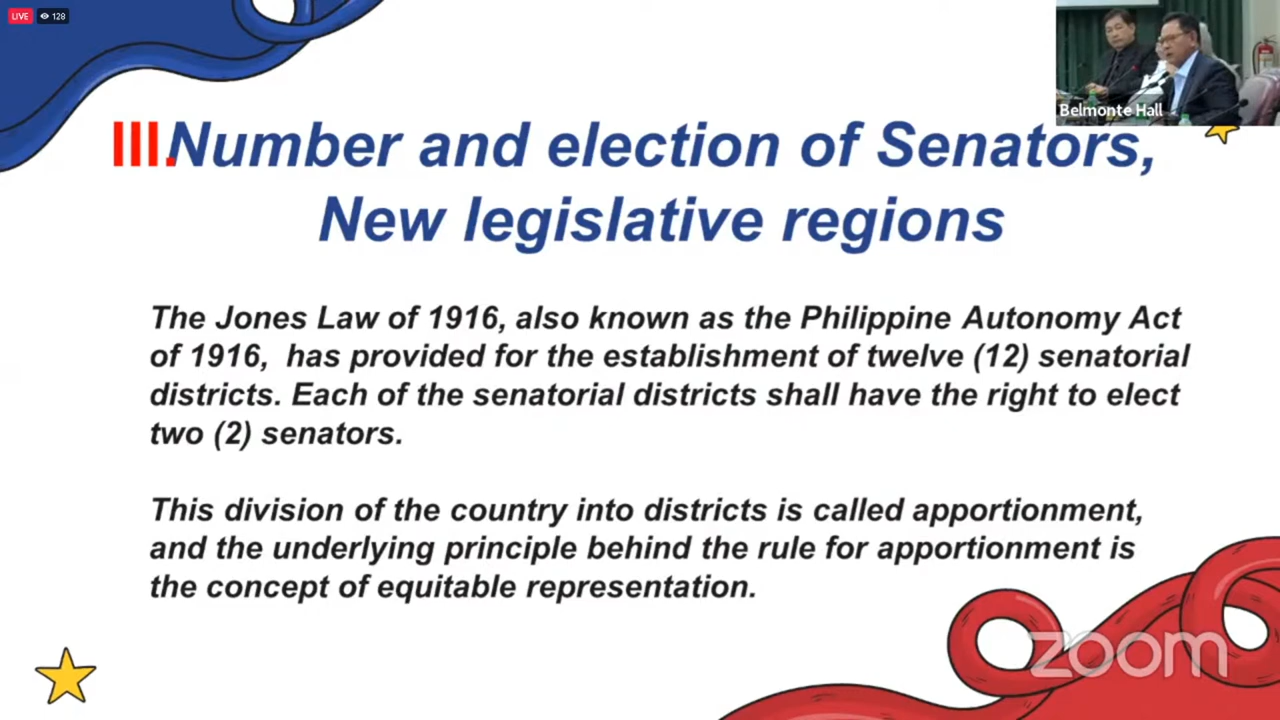 LIVE 128
Belmonte Hall
III.Number and election of Senators,
New legislative regions
The Jones Law of 1916, also known as the Philippine Autonomy Act
of 1916, has provided for the establishment of twelve (12) senatorial
districts. Each of the senatorial districts shall have the right to elect
two (2) senators.
This division of the country into districts is called apportionment,
and the underlying principle behind the rule for apportionment is
the concept of equitable representation.
zoom